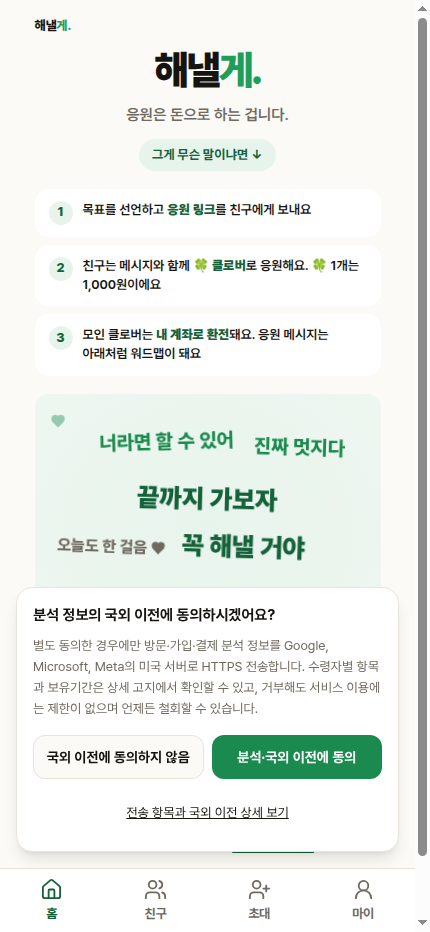 해낼게.
해낼게.
응원은 돈으로 하는 겁니다.
그게 무슨 말이냐면 ↓
1 목표를 선언하고 응원 링크를 친구에게 보내요
2 친구는 메시지와 함께 🍀 클로버로 응원해요. 🍀 1개는
1,000원이에요
3 모인 클로버는 내 계좌로 환전돼요. 응원 메시지는
아래처럼 워드맵이 돼요
너라면 할 수 있어 진짜 멋지다
끝까지 가보자
오늘도 한 걸음 ♥ 꼭 해낼 거야
분석 정보의 국외 이전에 동의하시겠어요?
별도 동의한 경우에만 방문·가입·결제 분석 정보를 Google,
Microsoft, Meta의 미국 서버로 HTTPS 전송합니다. 수령자별 항목
과 보유기간은 상세 고지에서 확인할 수 있고, 거부해도 서비스 이용에
는 제한이 없으며 언제든 철회할 수 있습니다.
국외 이전에 동의하지 않음 분석·국외 이전에 동의
전송 항목과 국외 이전 상세 보기
홈 친구 초대 마이